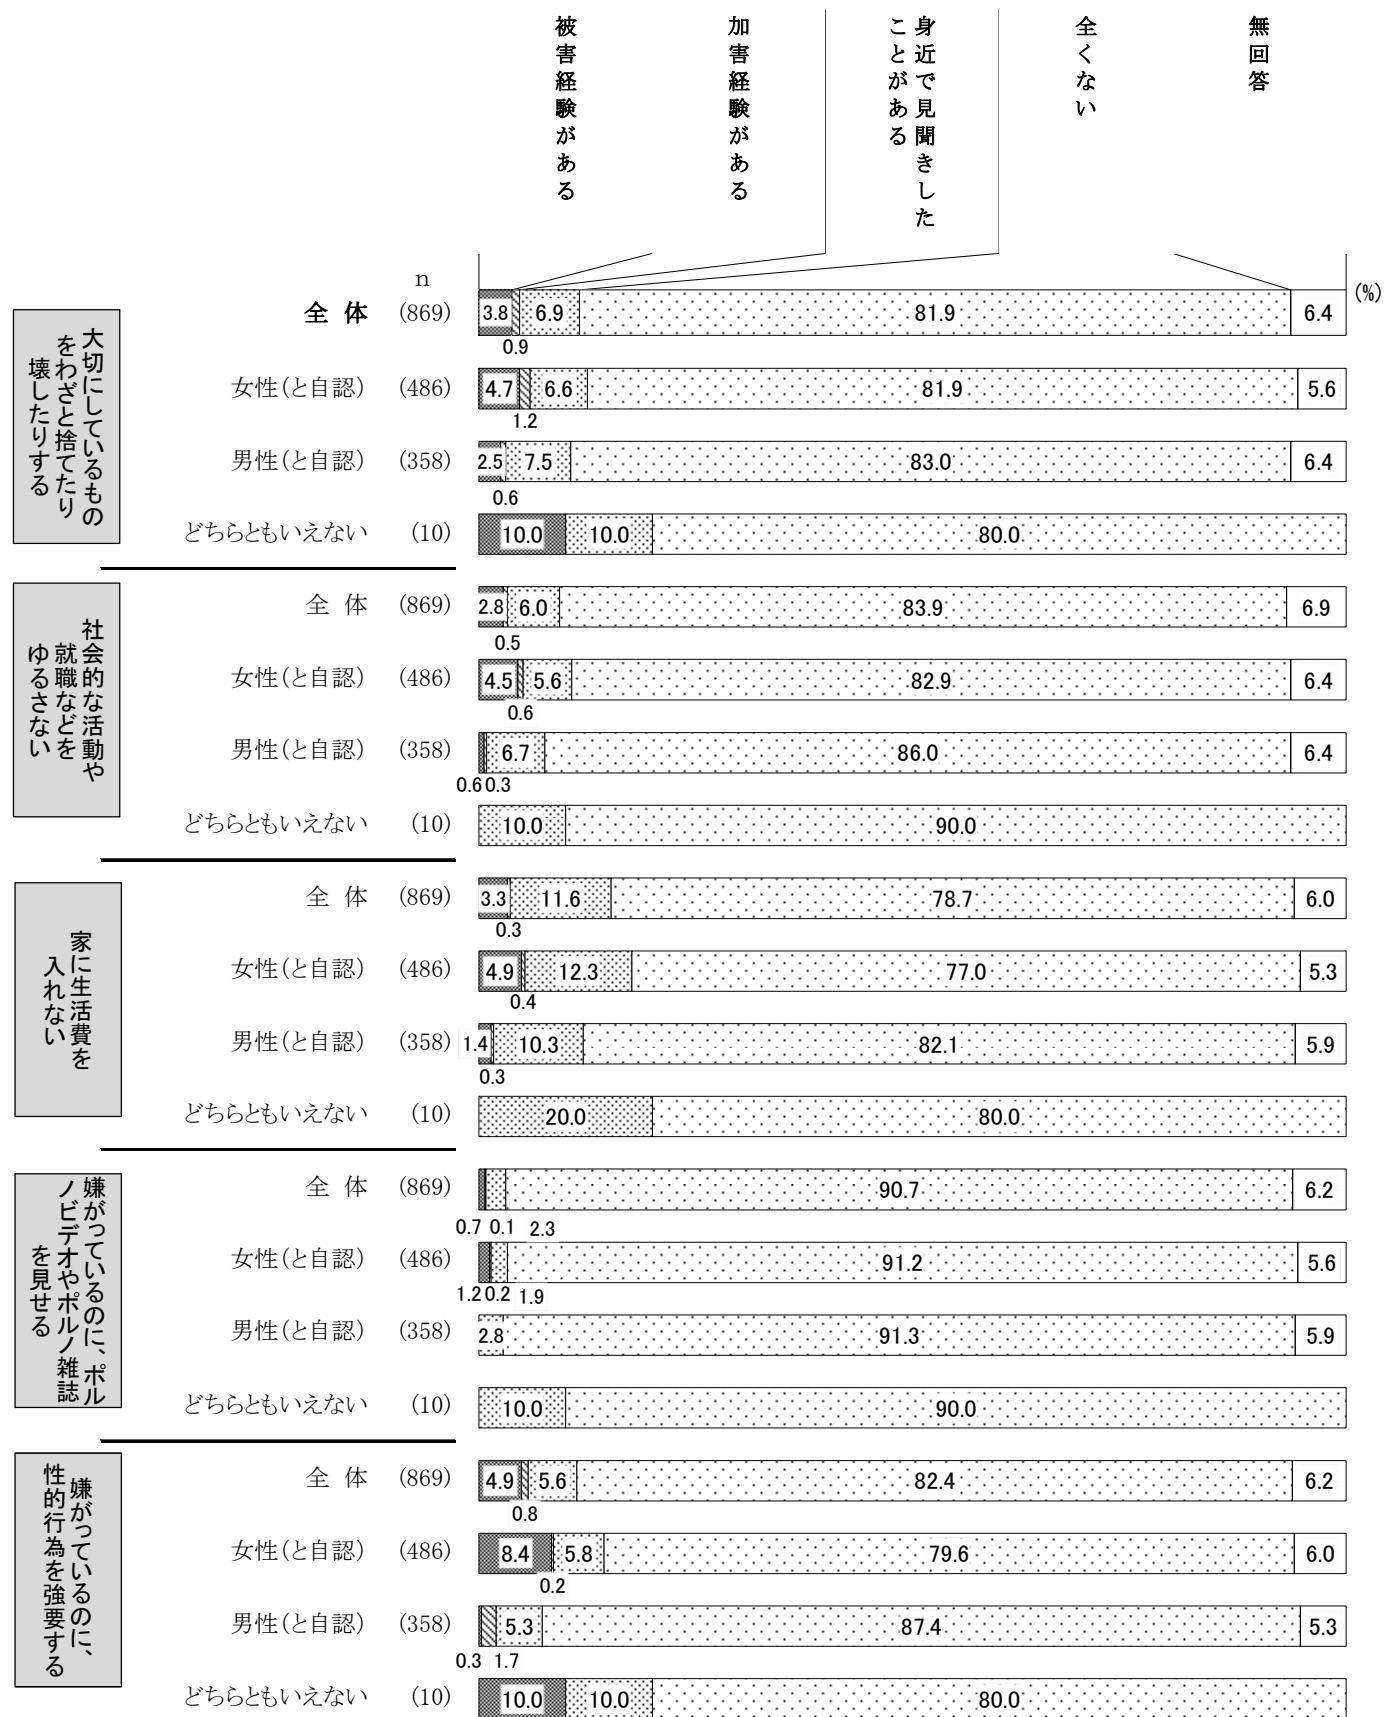 被害経験がある
加害経験がある
身近で見聞きした
ことがある
全くない
無回答
n
(%)
大切にしているもの
をわざと捨てたり
壊したりする
全 体 (869) 3.8 6.9 81.9 6.4
0.9
女性(と自認) (486) 4.7 6.6 81.9 5.6
1.2
男性(と自認) (358) 2.5 7.5 83.0 6.4
0.6
どちらともいえない (10) 10.0 10.0 80.0
社会的な活動や
就職などを
ゆるさない
全 体 (869) 2.8 6.0 83.9 6.9
0.5
女性(と自認) (486) 4.5 5.6 82.9 6.4
0.6
男性(と自認) (358) 6.7 86.0 6.4
0.6 0.3
どちらともいえない (10) 10.0 90.0
家に生活費を
入れない
全 体 (869) 3.3 11.6 78.7 6.0
0.3
女性(と自認) (486) 4.9 12.3 77.0 5.3
0.4
男性(と自認) (358) 1.4 10.3 82.1 5.9
0.3
どちらともいえない (10) 20.0 80.0
嫌がっているのに、ポル
ノビデオやポルノ雑誌
を見せる
全 体 (869) 90.7 6.2
0.7 0.1 2.3
女性(と自認) (486) 91.2 5.6
1.2 0.2 1.9
男性(と自認) (358) 2.8 91.3 5.9
どちらともいえない (10) 10.0 90.0
嫌がっているのに、
性的行為を強要する
全 体 (869) 4.9 5.6 82.4 6.2
0.8
女性(と自認) (486) 8.4 5.8 79.6 6.0
0.2
男性(と自認) (358) 5.3 87.4 5.3
0.3 1.7
どちらともいえない (10) 10.0 10.0 80.0